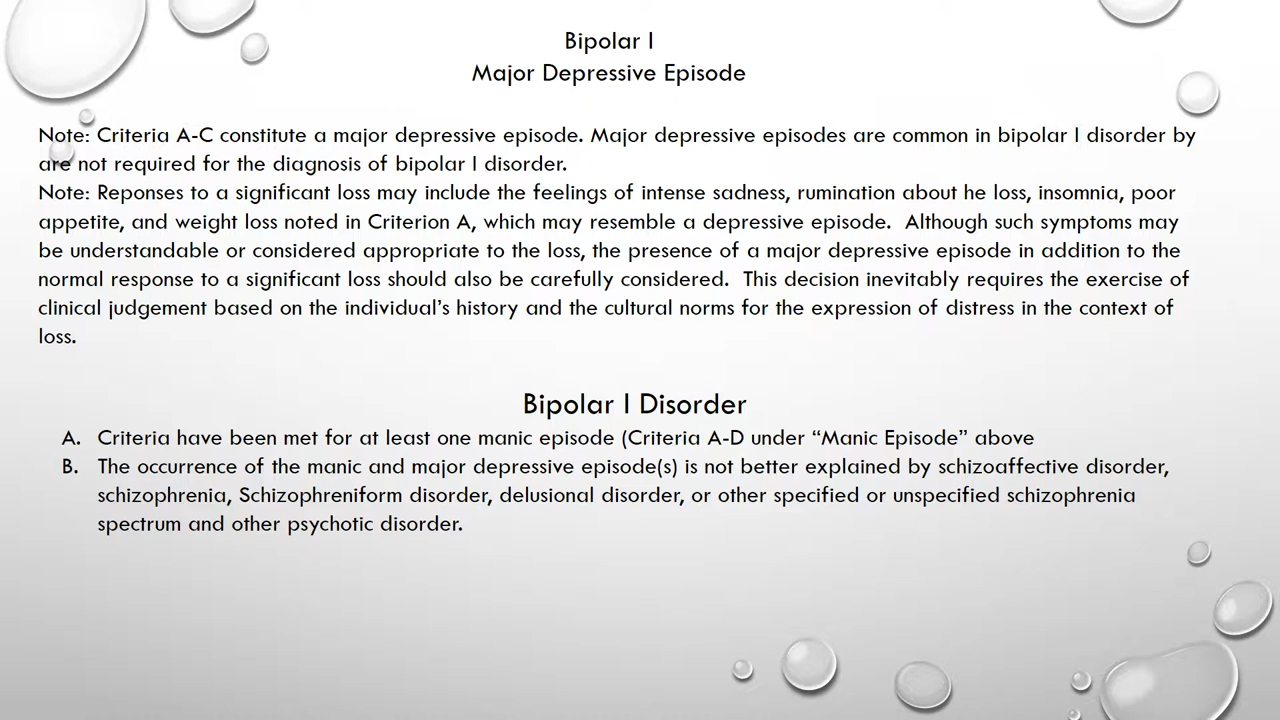 Bipolar I
Major Depressive Episode
Note: Criteria A-C constitute a major depressive episode. Major depressive episodes are common in bipolar I disorder by
are not required for the diagnosis of bipolar I disorder.
Note: Reponses to a significant loss may include the feelings of intense sadness, rumination about he loss, insomnia, poor
appetite, and weight loss noted in Criterion A, which may resemble a depressive episode.  Although such symptoms may
be understandable or considered appropriate to the loss, the presence of a major depressive episode in addition to the
normal response to a significant loss should also be carefully considered.  This decision inevitably requires the exercise of
clinical judgement based on the individual’s history and the cultural norms for the expression of distress in the context of
loss.
Bipolar I Disorder
A. Criteria have been met for at least one manic episode (Criteria A-D under “Manic Episode” above
B. The occurrence of the manic and major depressive episode(s) is not better explained by schizoaffective disorder,
schizophrenia, Schizophreniform disorder, delusional disorder, or other specified or unspecified schizophrenia
spectrum and other psychotic disorder.